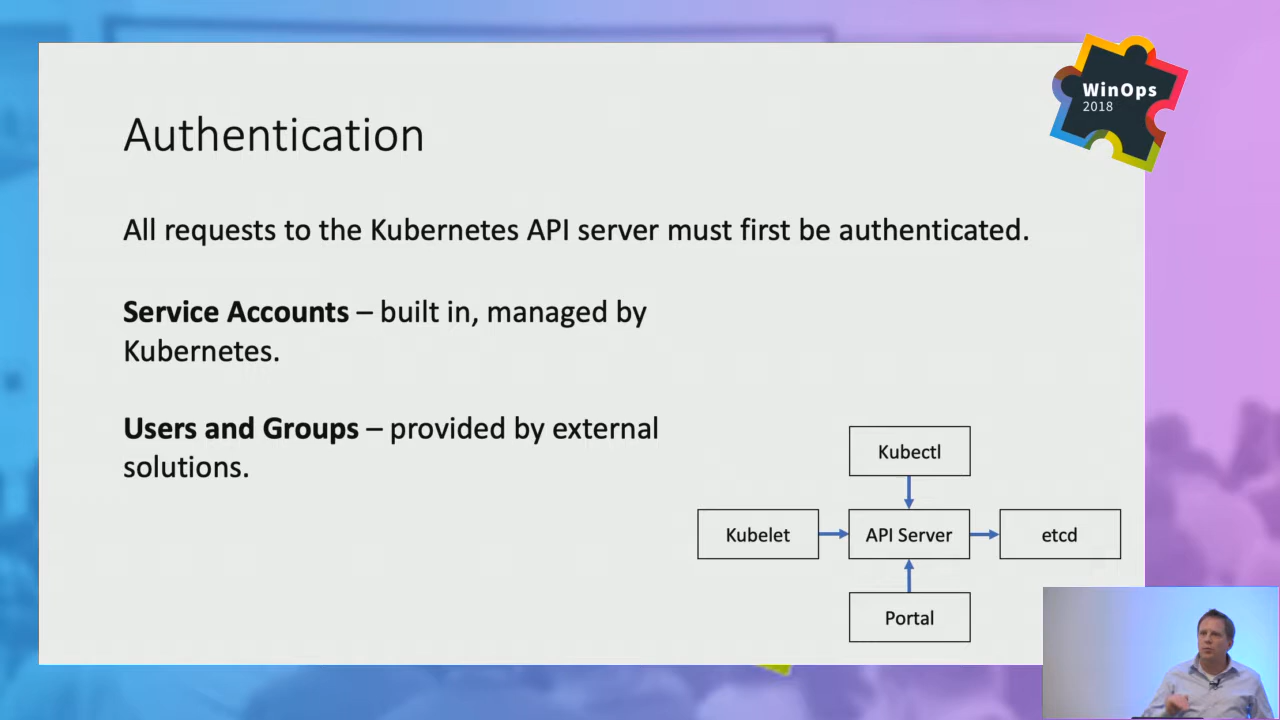 WinOps
2018
Authentication
All requests to the Kubernetes API server must first be authenticated.
Service Accounts – built in, managed by
Kubernetes.
Users and Groups – provided by external
solutions.
Kubectl
Kubelet
API Server
etcd
Portal